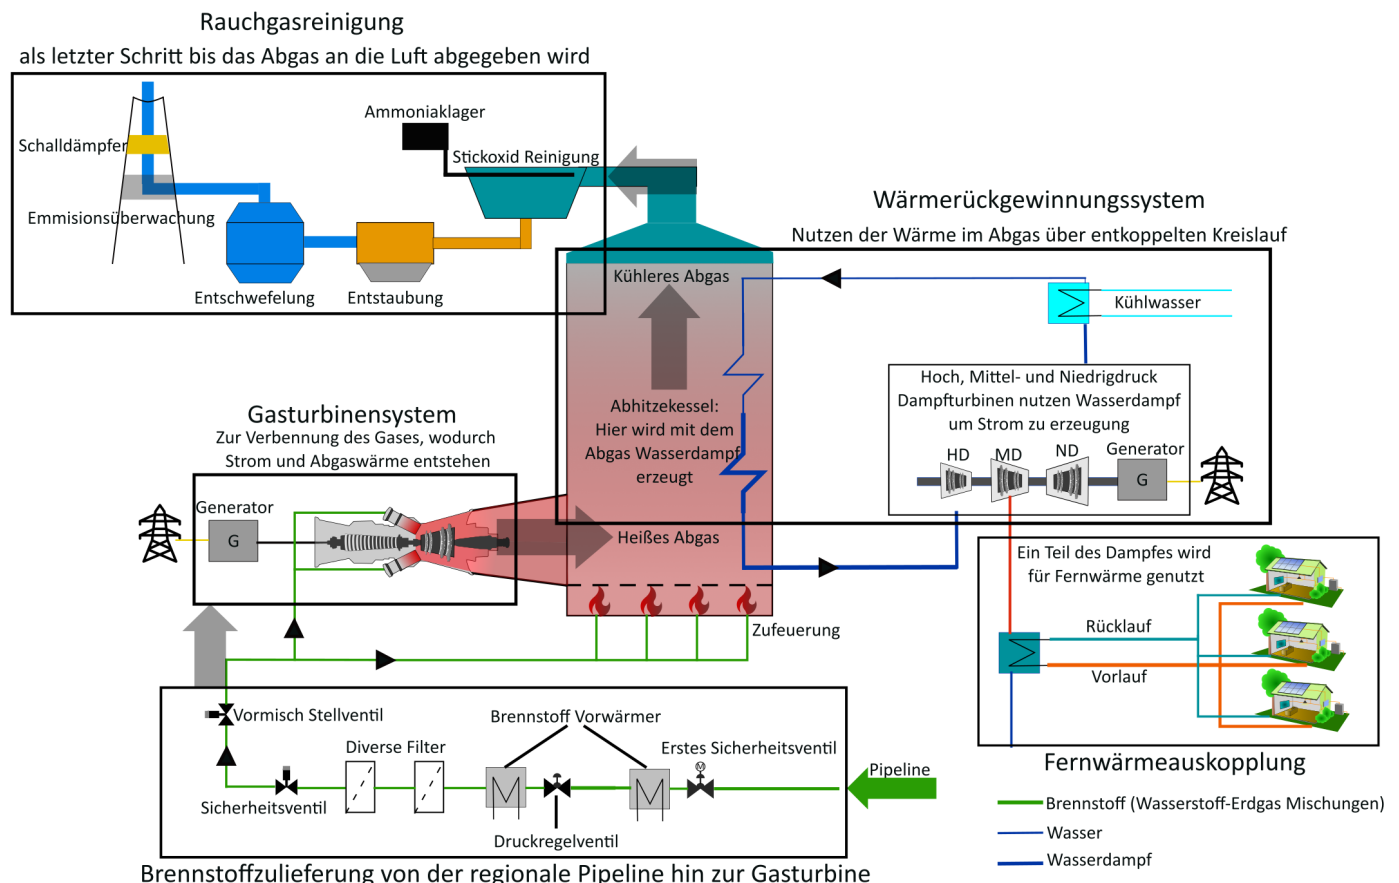 Rauchgasreinigung
als letzter Schritt bis das Abgas an die Luft abgegeben wird
Ammoniaklager
Schalldämpfer
Stickoxid Reinigung
Emmisionsüberwachung
Entschwefelung
Entstaubung
Wärmerückgewinnungssystem
Nutzen der Wärme im Abgas über entkoppelten Kreislauf
Kühleres Abgas
Kühlwasser
Abhitzekessel:
Hier wird mit dem
Abgas Wasserdampf
erzeugt
Heißes Abgas
Hoch, Mittel- und Niedrigdruck
Dampfturbinen nutzen Wasserdampf
um Strom zu erzeugung
HD
MD
ND
Generator
G
Gasturbinensystem
Zur Verbennung des Gases, wodurch
Strom und Abgaswärme entstehen
Generator
G
Zufeuerung
Ein Teil des Dampfes wird
für Fernwärme genutzt
Rücklauf
Vorlauf
Fernwärmeauskopplung
Vormisch Stellventil
Brennstoff Vorwärmer
Diverse Filter
Erstes Sicherheitsventil
M
Pipeline
Sicherheitsventil
Druckregelventil
Brennstoffzulieferung von der regionale Pipeline hin zur Gasturbine
Brennstoff (Wasserstoff-Erdgas Mischungen)
Wasser
Wasserdampf